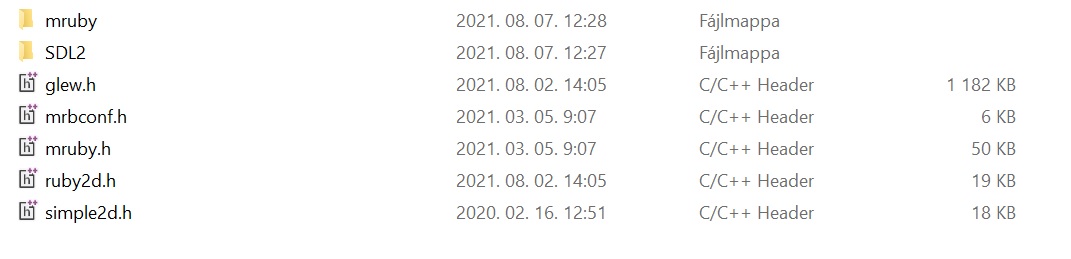 mruby 2021. 08. 07. 12:28 Fájlmappa
SDL2 2021. 08. 07. 12:27 Fájlmappa
glew.h 2021. 08. 02. 14:05 C/C++ Header 1 182 KB
mrbconf.h 2021. 03. 05. 9:07 C/C++ Header 6 KB
mruby.h 2021. 03. 05. 9:07 C/C++ Header 50 KB
ruby2d.h 2021. 08. 02. 14:05 C/C++ Header 19 KB
simple2d.h 2020. 02. 16. 12:51 C/C++ Header 18 KB